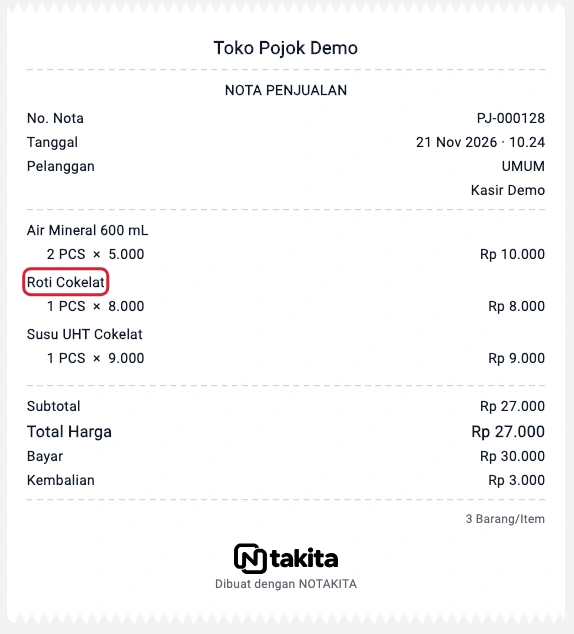 Toko Pojok Demo
NOTA PENJUALAN
No. Nota PJ-000128
Tanggal 21 Nov 2026 · 10.24
Pelanggan UMUM
Kasir Demo
Air Mineral 600 mL
2 PCS × 5.000 Rp 10.000
Roti Cokelat
1 PCS × 8.000 Rp 8.000
Susu UHT Cokelat
1 PCS × 9.000 Rp 9.000
Subtotal Rp 27.000
Total Harga Rp 27.000
Bayar Rp 30.000
Kembalian Rp 3.000
3 Barang/Item
Ntakita
Dibuat dengan NOTAKITA